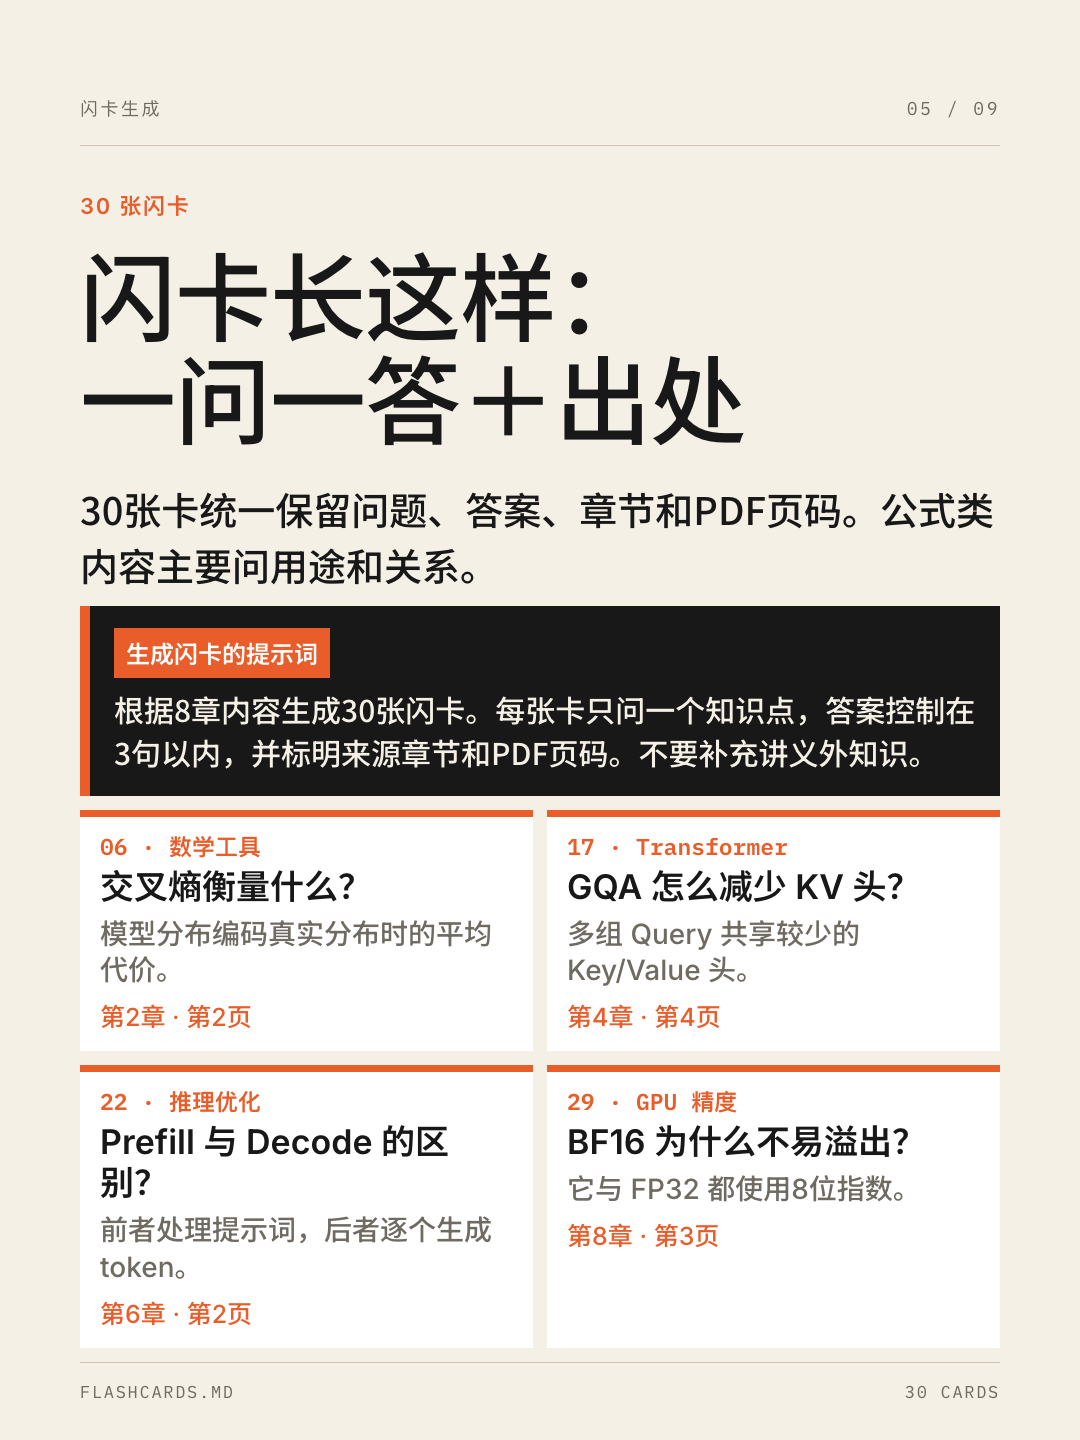 闪卡生成
05 / 09
30 张闪卡
闪卡长这样：
一问一答＋出处
30张卡统一保留问题、答案、章节和PDF页码。公式类
内容主要问用途和关系。
生成闪卡的提示词
根据8章内容生成30张闪卡。每张卡只问一个知识点，答案控制在
3句以内，并标明来源章节和PDF页码。不要补充讲义外知识。
06 · 数学工具
交叉熵衡量什么？
模型分布编码真实分布时的平均
代价。
第2章 · 第2页
17 · Transformer
GQA 怎么减少 KV 头？
多组 Query 共享较少的
Key/Value 头。
第4章 · 第4页
22 · 推理优化
Prefill 与 Decode 的区
别？
前者处理提示词，后者逐个生成
token。
第6章 · 第2页
29 · GPU 精度
BF16 为什么不易溢出？
它与 FP32 都使用8位指数。
第8章 · 第3页
FLASHCARDS.MD
30 CARDS